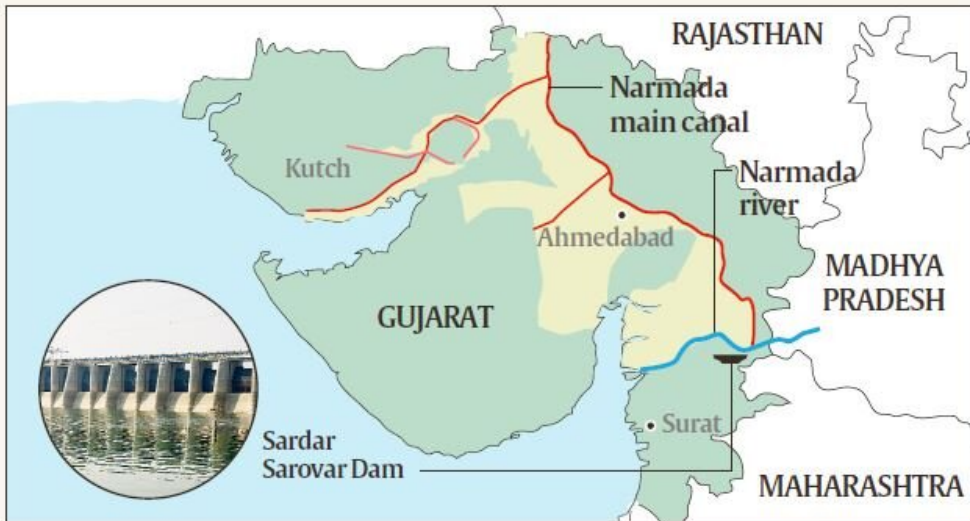 RAJASTHAN
Narmada
main canal
Kutch
Narmada
river
Ahmedabad
MADHYA
PRADESH
GUJARAT
Surat
Sardar
Sarovar Dam
MAHARASHTRA